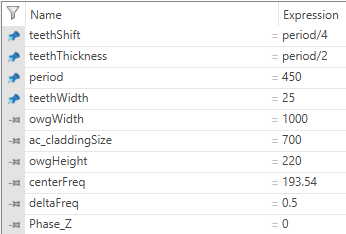 Name Expression
teethShift = period/4
teethThickness = period/2
period = 450
teethWidth = 25
owgWidth = 1000
ac_claddingSize = 700
owgHeight = 220
centerFreq = 193.54
deltaFreq = 0.5
Phase_Z = 0